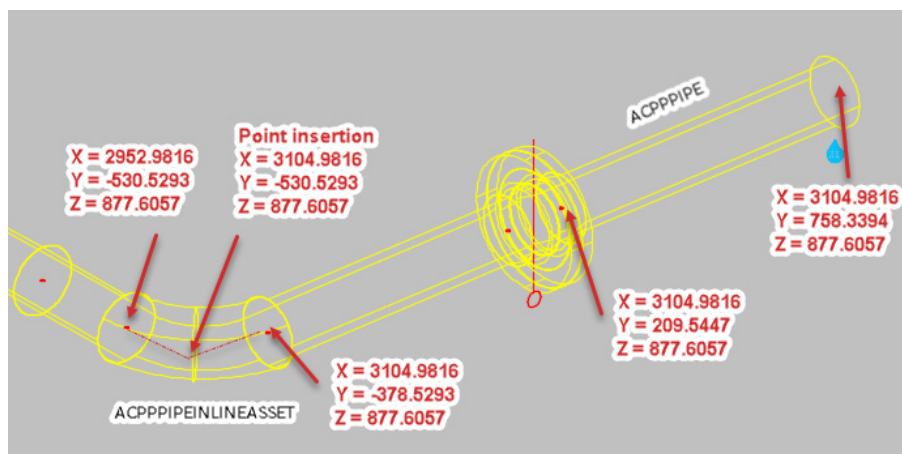 ACPPPIPE
Point insertion
X = 3104.9816
Y = -530.5293
Z = 877.6057
X = 2952.9816
Y = -530.5293
Z = 877.6057
X = 3104.9816
Y = 758.3394
Z = 877.6057
X = 3104.9816
Y = 209.5447
Z = 877.6057
X = 3104.9816
Y = -378.5293
Z = 877.6057
ACPPPIPEINLINEASSET